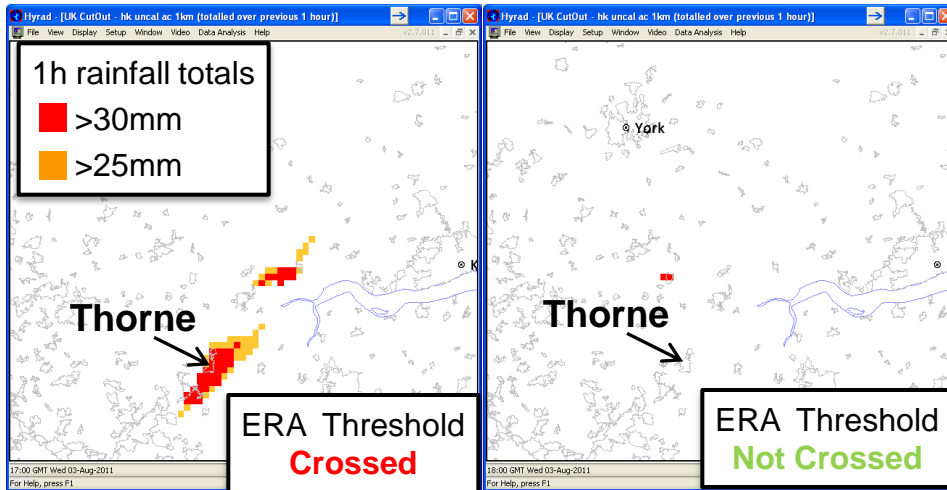 Hyrad - [UK CutOut - hk uncal ac 1km (totalled over previous 1 hour)]
File View Display Setup Window Video Data Analysis Help v2.7.011
1h rainfall totals
>30mm
>25mm
K
Thorne
ERA Threshold
Crossed
17:00 GMT Wed 03-Aug-2011
For Help, press F1
Hyrad - [UK CutOut - hk uncal ac 1km (totalled over previous 1 hour)]
File View Display Setup Window Video Data Analysis Help v2.7.011
York
Thorne
ERA Threshold
Not Crossed
18:00 GMT Wed 03-Aug-2011
For Help, press F1